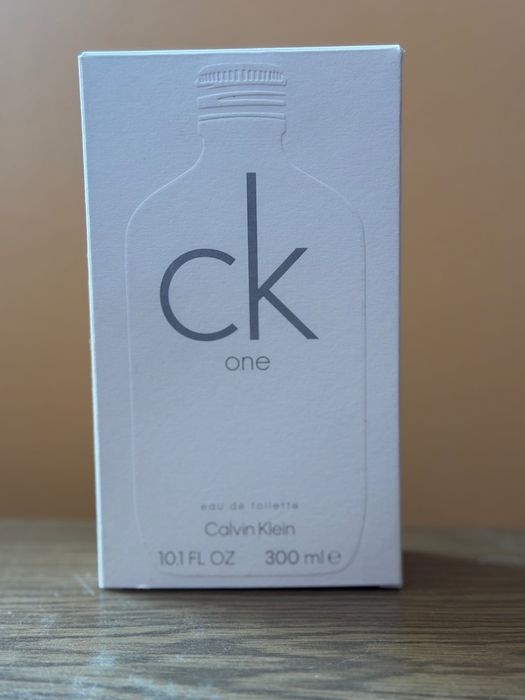 ck
one
eau de toilette
Calvin Klein
10.1 FL OZ 300 ml ℮